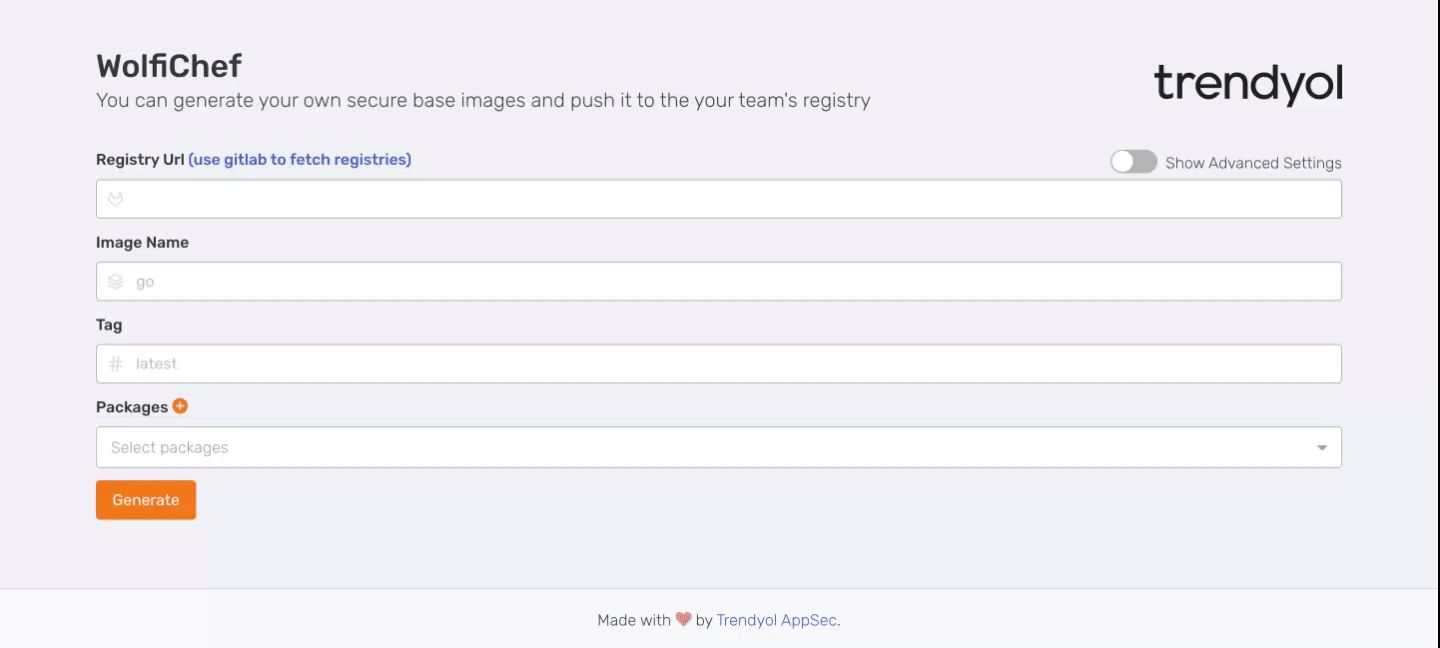 WolfiChef
trendyol
You can generate your own secure base images and push it to the your team's registry
Registry Url (use gitlab to fetch registries)
Show Advanced Settings
Image Name
go
Tag
# latest
Packages
Select packages
Generate
Made with ❤ by Trendyol AppSec.